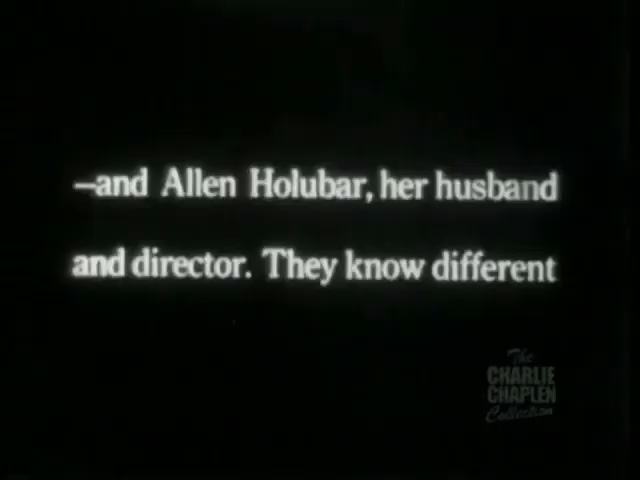 —and Allen Holubar, her husband
and director. They know different
The
CHARLIE
CHAPLEN
Collection